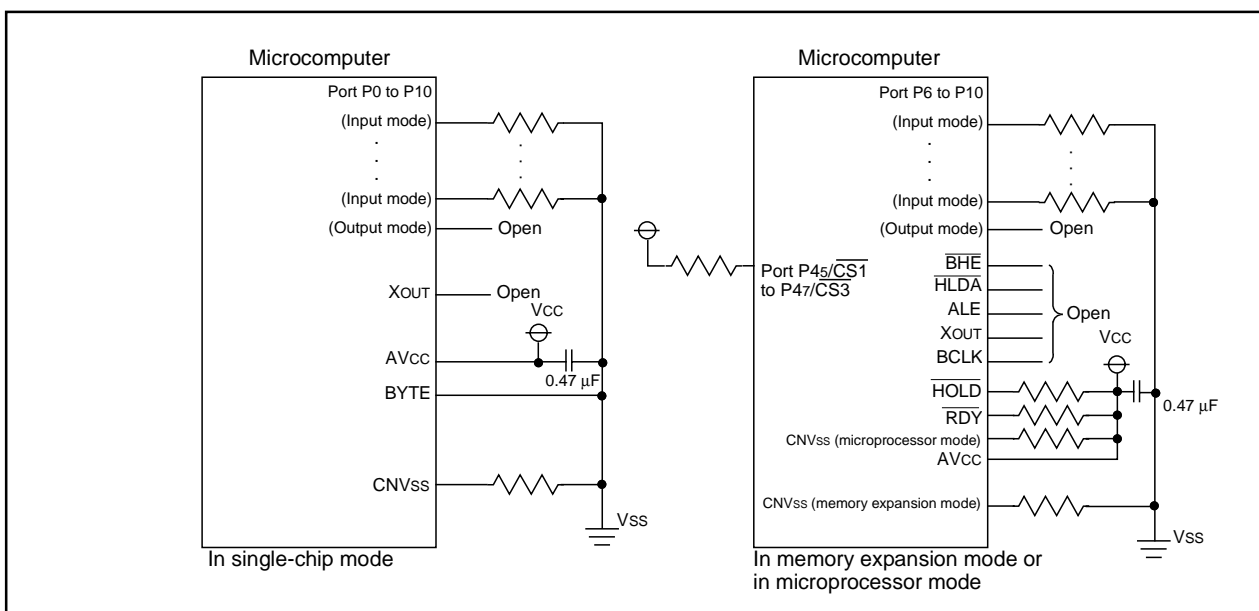 Microcomputer
Port P0 to P10
(Input mode)
(Input mode)
(Output mode)
Open
XOUT
Open
VCC
AVCC
0.47 µF
BYTE
CNVSS
VSS
In single-chip mode
Microcomputer
Port P6 to P10
(Input mode)
(Input mode)
(Output mode)
Open
Port P45/CS1
to P47/CS3
BHE
HLDA
ALE
XOUT
BCLK
Open
VCC
HOLD
RDY
0.47 µF
CNVSS (microprocessor mode)
AVCC
CNVSS (memory expansion mode)
VSS
In memory expansion mode or
in microprocessor mode